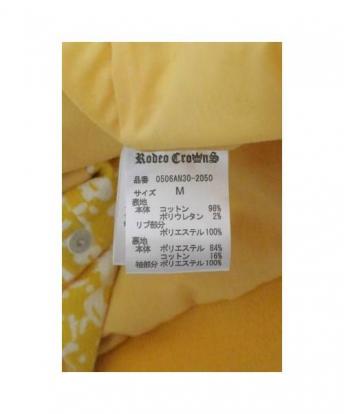 Rodeo CrownS
品番 0506AN30-2050
サイズ M
表地
本体 コットン 98%
ポリウレタン 2%
リブ部分
ポリエステル100%
裏地
本体 ポリエステル 84%
コットン 16%
袖部分 ポリエステル 100%